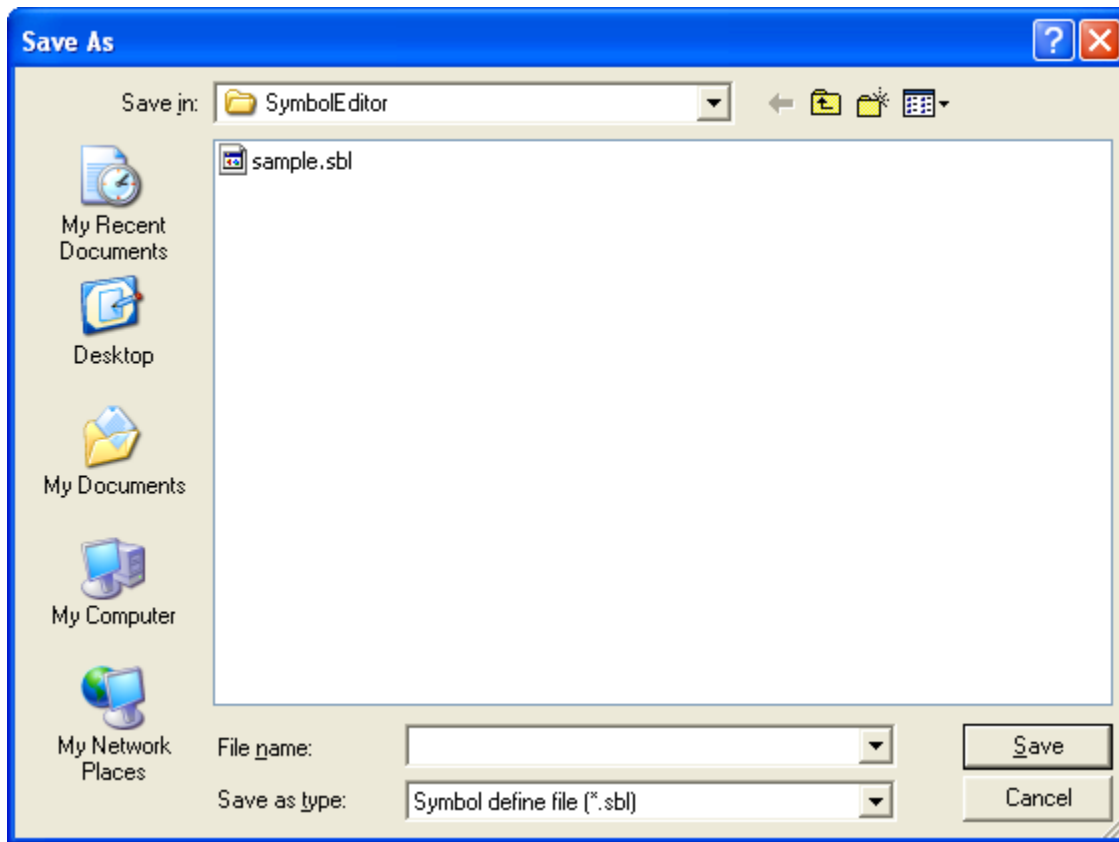 Save As
Save in:
SymbolEditor
sample.sbl
My Recent
Documents
Desktop
My Documents
My Computer
My Network
Places
File name:
Save
Save as type:
Symbol define file (*.sbl)
Cancel